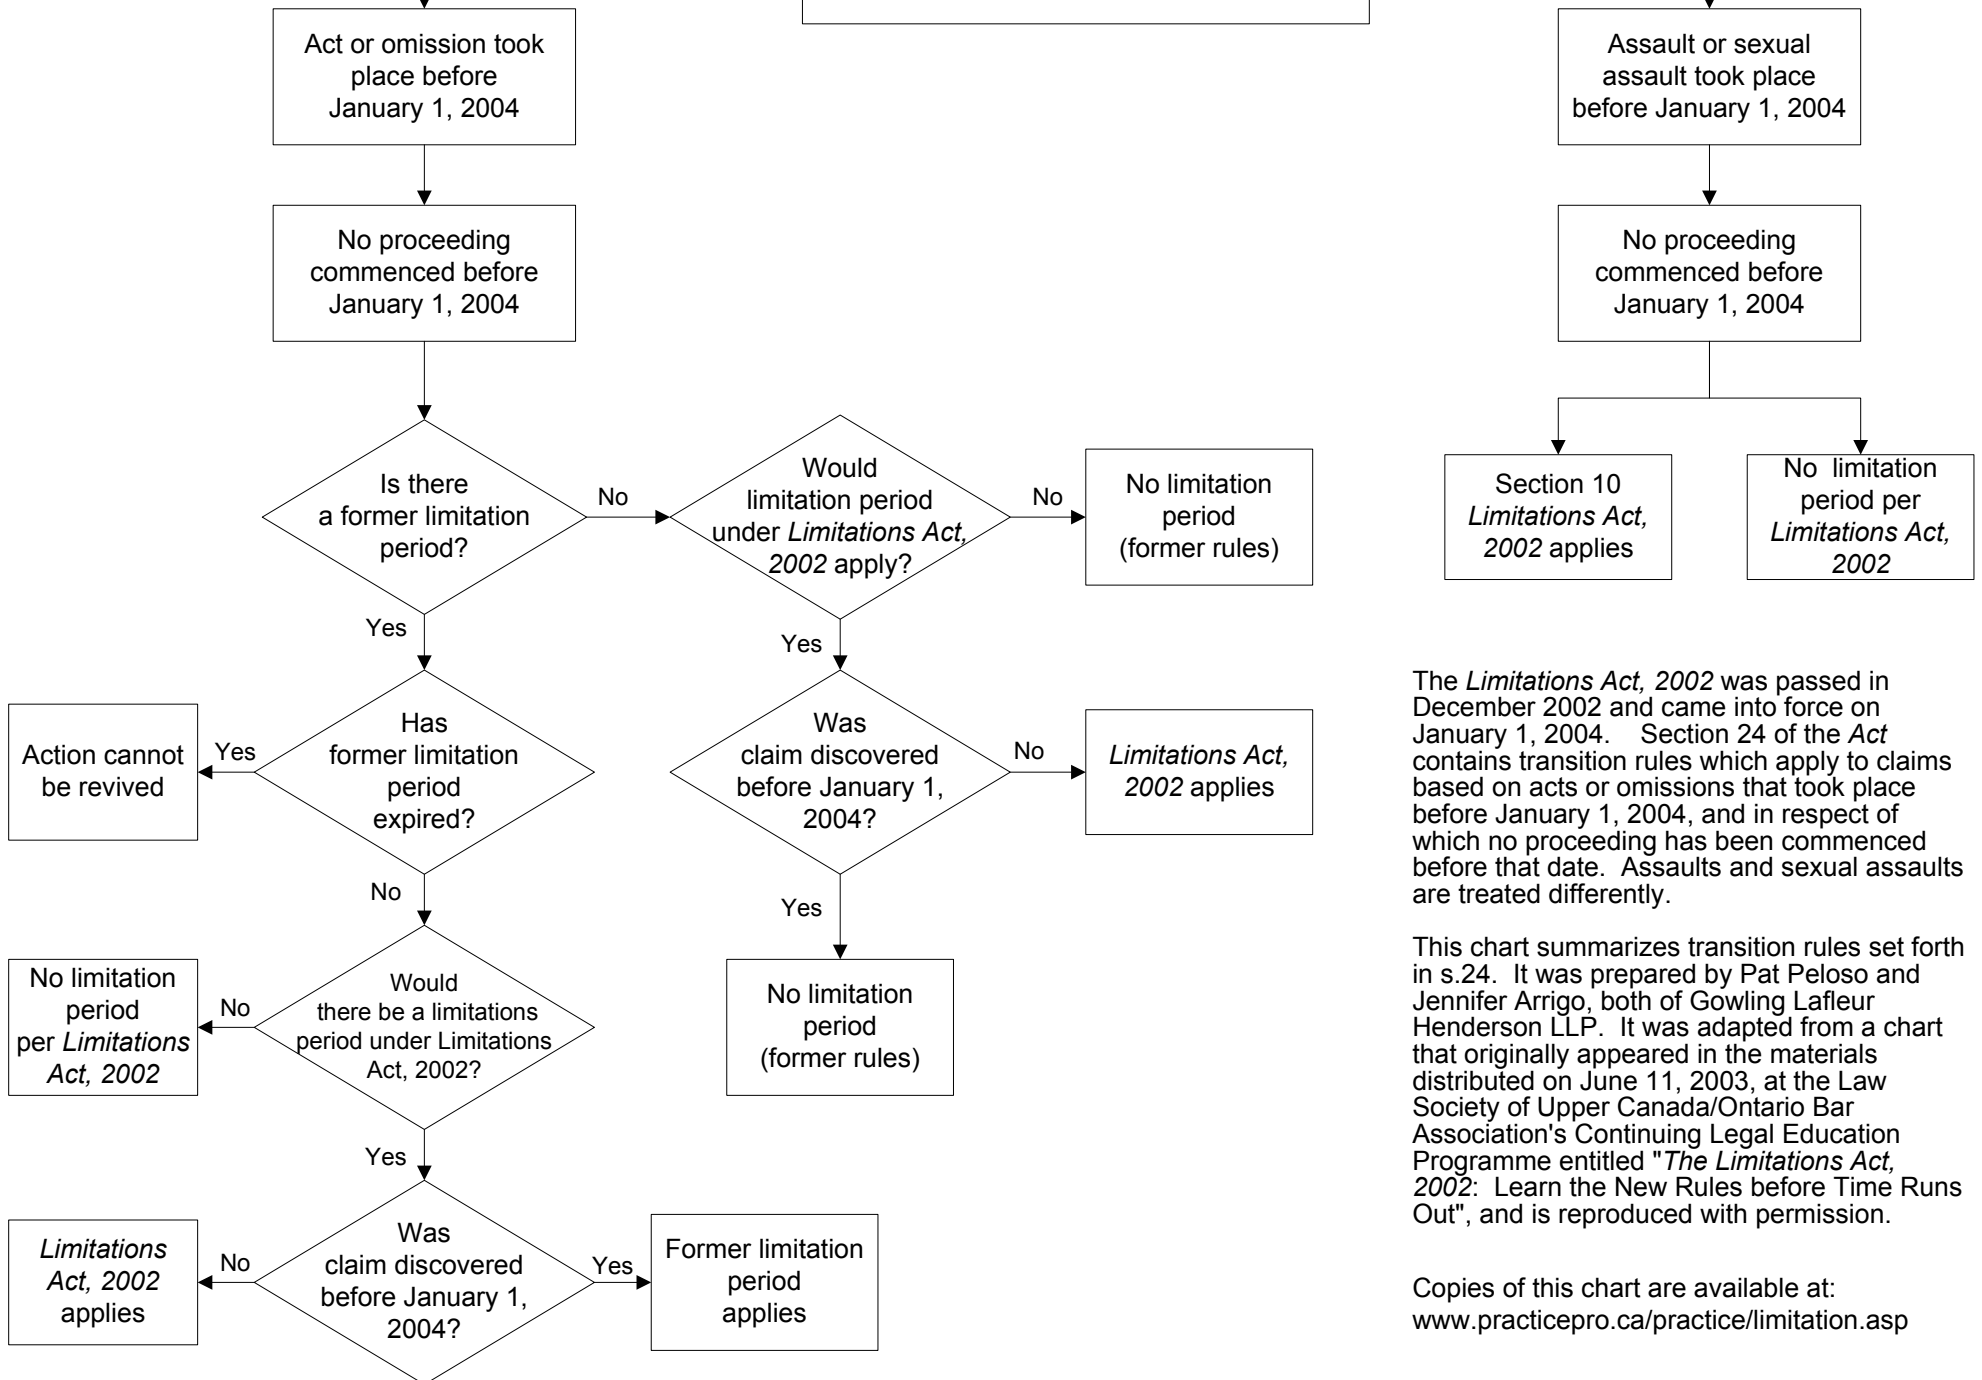 Act or omission took
place before
January 1, 2004
Assault or sexual
assault took place
before January 1, 2004
No proceeding
commenced before
January 1, 2004
No proceeding
commenced before
January 1, 2004
Is there
a former limitation
period?
No
Would
limitation period
under Limitations Act,
2002 apply?
No
No limitation
period
(former rules)
Section 10
Limitations Act,
2002 applies
No limitation
period per
Limitations Act,
2002
Yes
Yes
Action cannot
be revived
Yes
Has
former limitation
period
expired?
Was
claim discovered
before January 1,
2004?
No
Limitations Act,
2002 applies
No
Yes
No limitation
period
per Limitations
Act, 2002
No
Would
there be a limitations
period under Limitations
Act, 2002?
No limitation
period
(former rules)
Yes
Limitations
Act, 2002
applies
No
Was
claim discovered
before January 1,
2004?
Yes
Former limitation
period
applies
The Limitations Act, 2002 was passed in
December 2002 and came into force on
January 1, 2004. Section 24 of the Act
contains transition rules which apply to claims
based on acts or omissions that took place
before January 1, 2004, and in respect of
which no proceeding has been commenced
before that date. Assaults and sexual assaults
are treated differently.
This chart summarizes transition rules set forth
in s.24. It was prepared by Pat Peloso and
Jennifer Arrigo, both of Gowling Lafleur
Henderson LLP. It was adapted from a chart
that originally appeared in the materials
distributed on June 11, 2003, at the Law
Society of Upper Canada/Ontario Bar
Association's Continuing Legal Education
Programme entitled "The Limitations Act,
2002: Learn the New Rules before Time Runs
Out", and is reproduced with permission.
Copies of this chart are available at:
www.practicepro.ca/practice/limitation.asp